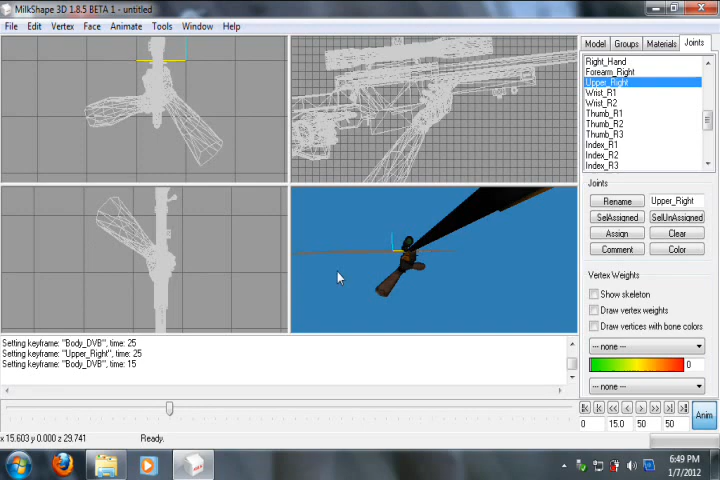 MilkShape 3D 1.8.5 BETA 1 - untitled
File Edit Vertex Face Animate Tools Window Help
Model Groups Materials Joints
Right_Hand
Forearm_Right
Upper_Right
Wrist_R1
Wrist_R2
Thumb_R1
Thumb_R2
Thumb_R3
Index_R1
Index_R2
Index_R3
Joints
Rename Upper_Right
SelAssigned SelUnAssigned
Assign Clear
Comment Color
Vertex Weights
Show skeleton
Draw vertex weights
Draw vertices with bone colors
--- none ---
0
--- none ---
Setting keyframe: "Body_DVB", time: 25
Setting keyframe: "Upper_Right", time: 25
Setting keyframe: "Body_DVB", time: 15
0 15.0 50 50
Anim
x 15.603 y 0.000 z 29.741 Ready.
6:49 PM
1/7/2012